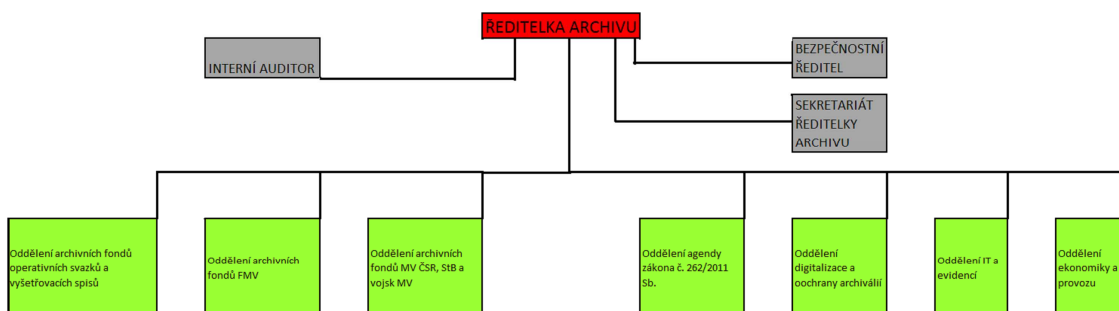 ŘEDITELKA ARCHIVU
INTERNÍ AUDITOR
BEZPEČNOSTNÍ
ŘEDITEL
SEKRETARIÁT
ŘEDITELKY
ARCHIVU
Oddělení archivních fondů
operativních svazků a
vyšetřovacích spisů
Oddělení archivních
fondů FMV
Oddělení archivních
fondů MV ČSR, StB a
vojsk MV
Oddělení agendy
zákona č. 262/2011
Sb.
Oddělení
digitalizace a
oochrany archiválií
Oddělení IT a
evidencí
Oddělení
ekonomiky a
provozu